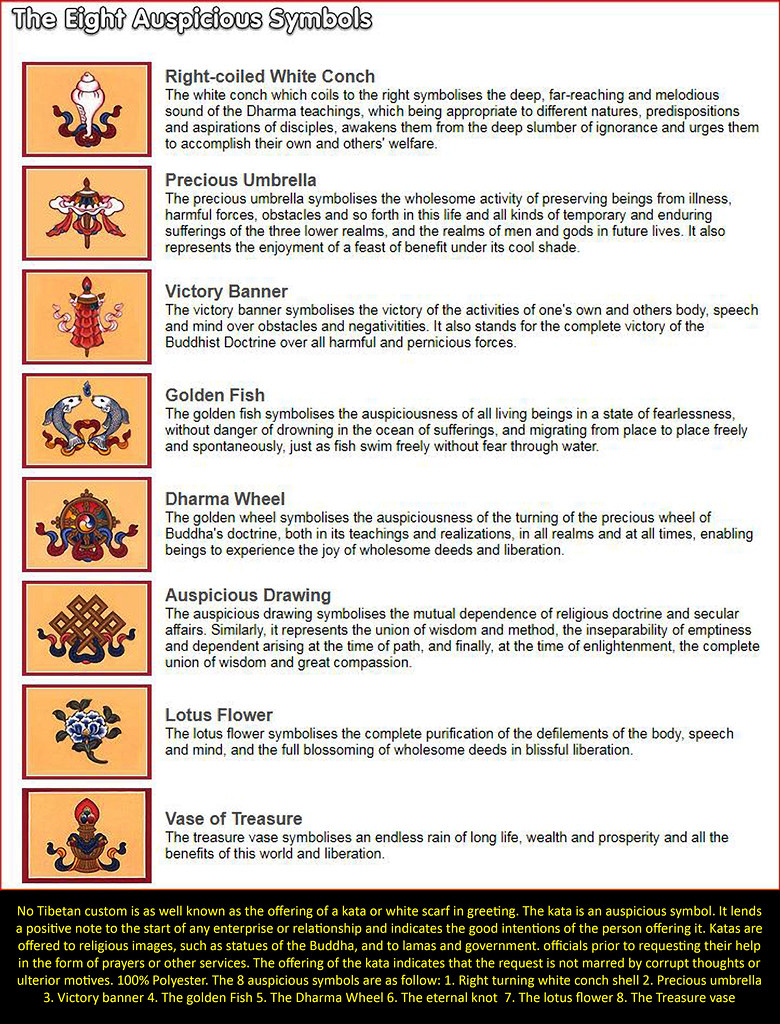 The Eight Auspicious Symbols
Right-coiled White Conch
The white conch which coils to the right symbolises the deep, far-reaching and melodious
sound of the Dharma teachings, which being appropriate to different natures, predispositions
and aspirations of disciples, awakens them from the deep slumber of ignorance and urges them
to accomplish their own and others' welfare.
Precious Umbrella
The precious umbrella symbolises the wholesome activity of preserving beings from illness,
harmful forces, obstacles and so forth in this life and all kinds of temporary and enduring
sufferings of the three lower realms, and the realms of men and gods in future lives. It also
represents the enjoyment of a feast of benefit under its cool shade.
Victory Banner
The victory banner symbolises the victory of the activities of one's own and others body, speech
and mind over obstacles and negativitities. It also stands for the complete victory of the
Buddhist Doctrine over all harmful and pernicious forces.
Golden Fish
The golden fish symbolises the auspiciousness of all living beings in a state of fearlessness,
without danger of drowning in the ocean of sufferings, and migrating from place to place freely
and spontaneously, just as fish swim freely without fear through water.
Dharma Wheel
The golden wheel symbolises the auspiciousness of the turning of the precious wheel of
Buddha's doctrine, both in its teachings and realizations, in all realms and at all times, enabling
beings to experience the joy of wholesome deeds and liberation.
Auspicious Drawing
The auspicious drawing symbolises the mutual dependence of religious doctrine and secular
affairs. Similarly, it represents the union of wisdom and method, the inseparability of emptiness
and dependent arising at the time of path, and finally, at the time of enlightenment, the complete
union of wisdom and great compassion.
Lotus Flower
The lotus flower symbolises the complete purification of the defilements of the body, speech
and mind, and the full blossoming of wholesome deeds in blissful liberation.
Vase of Treasure
The treasure vase symbolises an endless rain of long life, wealth and prosperity and all the
benefits of this world and liberation.
No Tibetan custom is as well known as the offering of a kata or white scarf in greeting. The kata is an auspicious symbol. It lends
a positive note to the start of any enterprise or relationship and indicates the good intentions of the person offering it. Katas are
offered to religious images, such as statues of the Buddha, and to lamas and government. officials prior to requesting their help
in the form of prayers or other services. The offering of the kata indicates that the request is not marred by corrupt thoughts or
ulterior motives. 100% Polyester. The 8 auspicious symbols are as follow: 1. Right turning white conch shell 2. Precious umbrella
3. Victory banner 4. The golden Fish 5. The Dharma Wheel 6. The eternal knot 7. The lotus flower 8. The Treasure vase